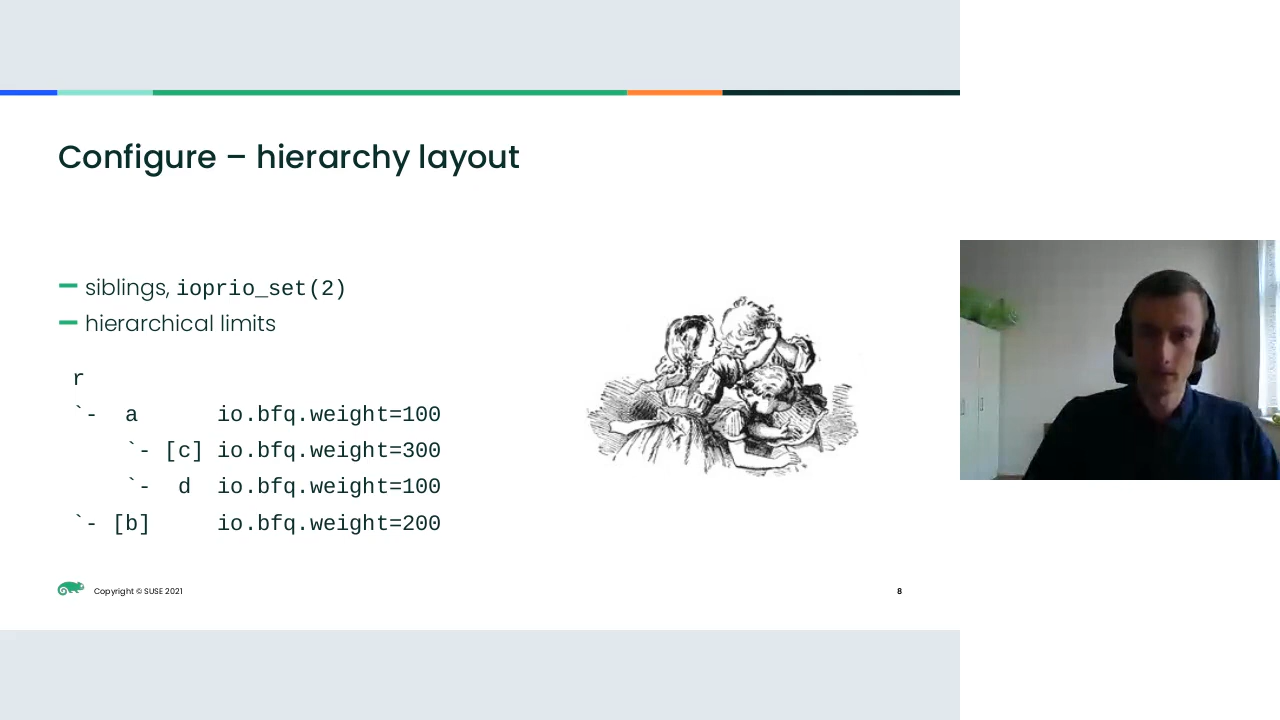 Configure – hierarchy layout
siblings, ioprio_set(2)
hierarchical limits
r
`-  a      io.bfq.weight=100
    `- [c] io.bfq.weight=300
    `-  d  io.bfq.weight=100
`- [b]     io.bfq.weight=200
Copyright © SUSE 2021
8